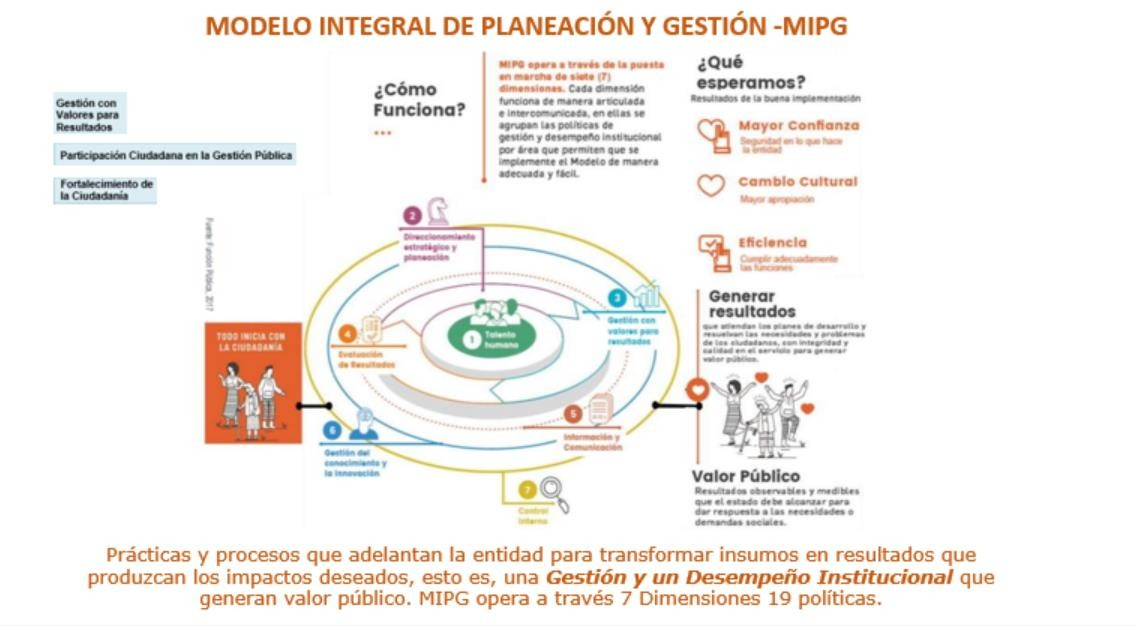 MODELO INTEGRAL DE PLANEACIÓN Y GESTIÓN -MIPG
Gestión con
Valores para
Resultados
Participación Ciudadana en la Gestión Pública
Fortalecimiento de
la Ciudadanía
¿Cómo
Funciona?
...
MIPG opera a través de la puesta
en marcha de siete (7)
dimensiones. Cada dimensión
funciona de manera articulada
e intercomunicada, en ellas se
agrupan las políticas de
gestión y desempeño institucional
por área que permiten que se
implemente el Modelo de manera
adecuada y fácil.
¿Qué
esperamos?
Resultados de la buena implementación
Mayor Confianza
Seguridad en lo que hace
la entidad
Cambio Cultural
Mayor apropiación
Eficiencia
Cumplir adecuadamente
las funciones
Fuente: Función Pública, 2017
TODO INICIA CON
LA CIUDADANÍA
1
Talento
humano
2
Direccionamiento
estratégico y
planeación
3
Gestión con
valores para
resultados
4
Evaluación
de Resultados
5
Información y
Comunicación
6
Gestión del
conocimiento y
la innovación
7
Control
Interno
Generar
resultados
que atiendan los planes de desarrollo y
resuelvan las necesidades y problemas
de los ciudadanos, con integridad y
calidad en el servicio para generar
valor público.
Valor Público
Resultados observables y medibles
que el estado debe alcanzar para
dar respuesta a las necesidades o
demandas sociales.
Prácticas y procesos que adelantan la entidad para transformar insumos en resultados que
produzcan los impactos deseados, esto es, una Gestión y un Desempeño Institucional que
generan valor público. MIPG opera a través 7 Dimensiones 19 políticas.